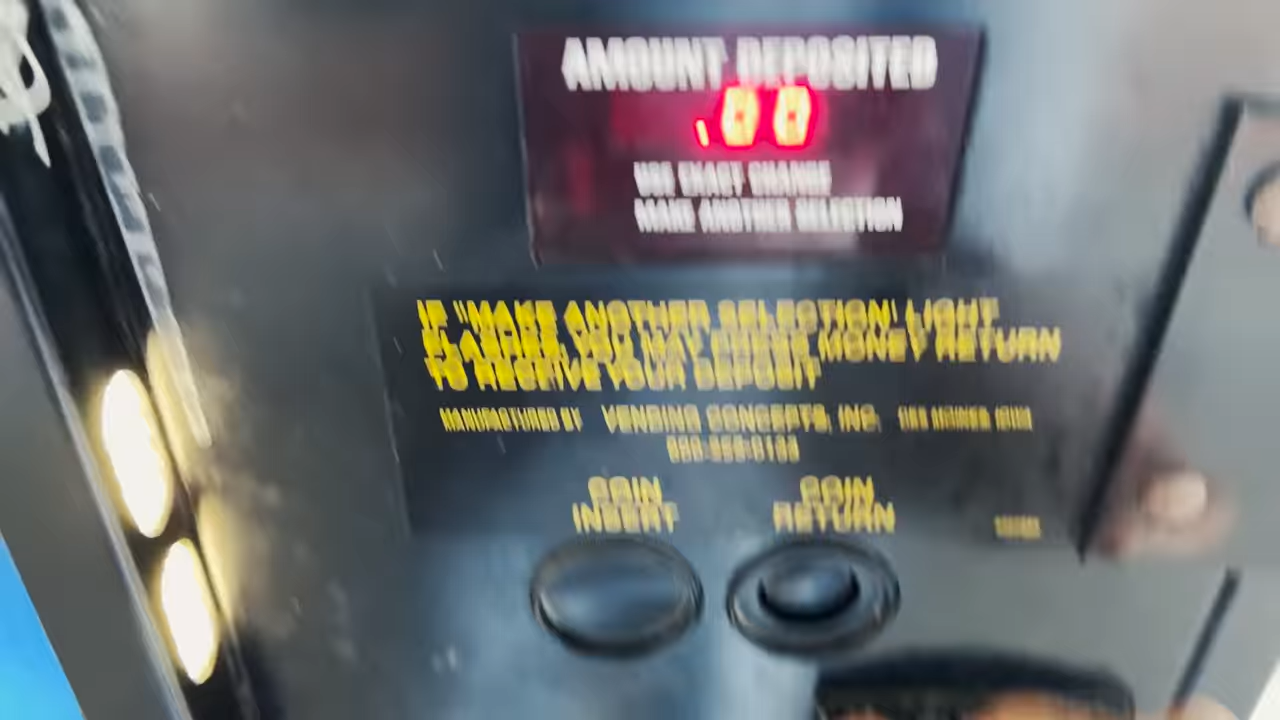 AMOUNT DEPOSITED
.00
USE EXACT CHANGE
MAKE ANOTHER SELECTION
IF "MAKE ANOTHER SELECTION' LIGHT
FLASHES, YOU MAY PRESS MONEY RETURN
TO RECEIVE YOUR DEPOSIT
MANUFACTURED BY VENDING CONCEPTS, INC.
COIN
INSERT
COIN
RETURN